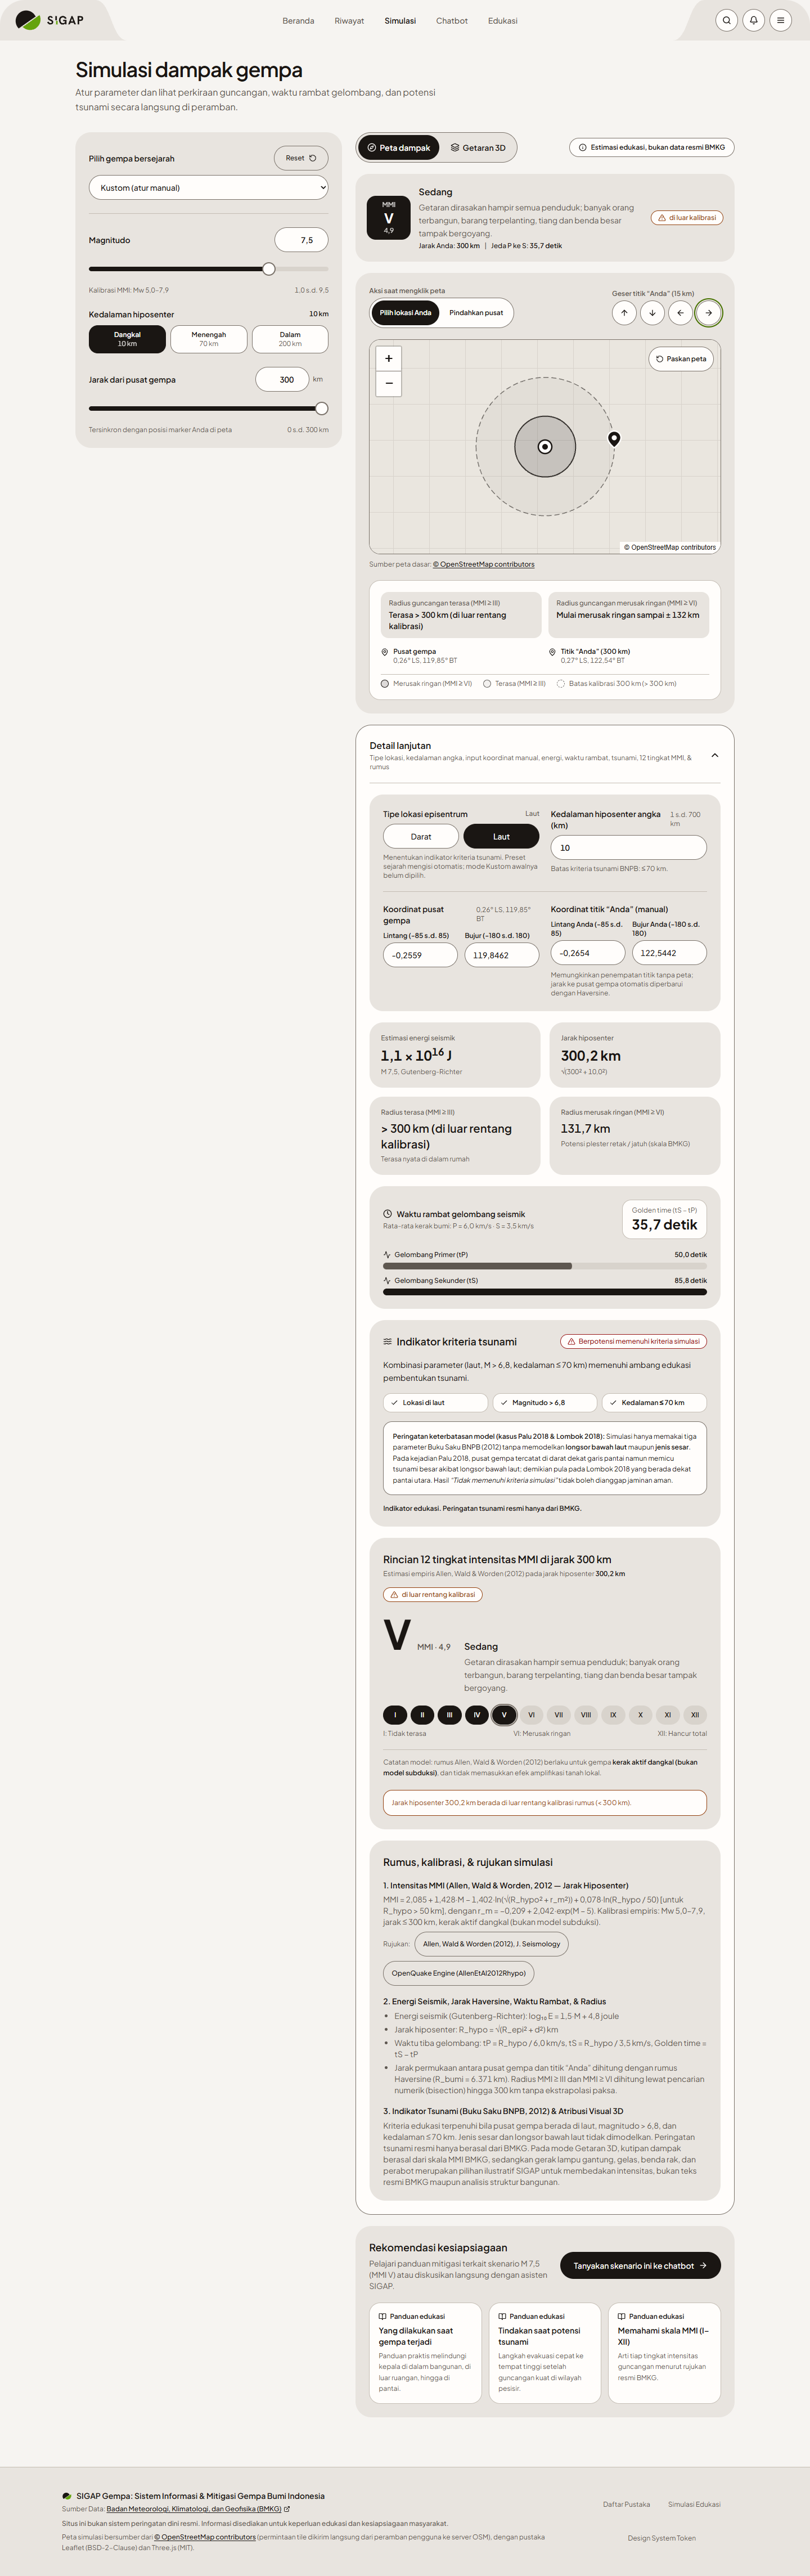 SIGAP
Beranda
Riwayat
Simulasi
Chatbot
Edukasi
Simulasi dampak gempa
Atur parameter dan lihat perkiraan guncangan, waktu rambat gelombang, dan potensi
tsunami secara langsung di peramban.
Pilih gempa bersejarah
Reset
Kustom (atur manual)
Magnitudo
7,5
Kalibrasi MMI: Mw 5,0–7,9
1,0 s.d. 9,5
Kedalaman hiposenter
10 km
Dangkal
10 km
Menengah
70 km
Dalam
200 km
Jarak dari pusat gempa
300
km
Tersinkron dengan posisi marker Anda di peta
0 s.d. 300 km
Peta dampak
Getaran 3D
Estimasi edukasi, bukan data resmi BMKG
MMI
V
4,9
Sedang
Getaran dirasakan hampir semua penduduk; banyak orang
terbangun, barang terpelanting, tiang dan benda besar
tampak bergoyang.
Jarak Anda: 300 km | Jeda P ke S: 35,7 detik
di luar kalibrasi
Aksi saat mengklik peta
Pilih lokasi Anda
Pindahkan pusat
Geser titik “Anda” (15 km)
+
−
Paskan peta
© OpenStreetMap contributors
Sumber peta dasar: © OpenStreetMap contributors
Radius guncangan terasa (MMI ≥ III)
Terasa > 300 km (di luar rentang
kalibrasi)
Radius guncangan merusak ringan (MMI ≥ VI)
Mulai merusak ringan sampai ± 132 km
Pusat gempa
0,26° LS, 119,85° BT
Titik “Anda” (300 km)
0,27° LS, 122,54° BT
Merusak ringan (MMI ≥ VI)
Terasa (MMI ≥ III)
Batas kalibrasi 300 km (> 300 km)
Detail lanjutan
Tipe lokasi, kedalaman angka, input koordinat manual, energi, waktu rambat, tsunami, 12 tingkat MMI, &
rumus
Tipe lokasi episentrum
Laut
Darat
Laut
Menentukan indikator kriteria tsunami. Preset
sejarah mengisi otomatis; mode Kustom awalnya
belum dipilih.
Kedalaman hiposenter angka
(km)
1 s.d. 700
km
10
Batas kriteria tsunami BNPB: ≤ 70 km.
Koordinat pusat
gempa
0,26° LS, 119,85°
BT
Lintang (−85 s.d. 85)
Bujur (−180 s.d. 180)
-0,2559
119,8462
Koordinat titik “Anda” (manual)
Lintang Anda (−85 s.d.
85)
Bujur Anda (−180 s.d.
180)
-0,2654
122,5442
Memungkinkan penempatan titik tanpa peta;
jarak ke pusat gempa otomatis diperbarui
dengan Haversine.
Estimasi energi seismik
1,1 × 10¹⁶ J
M 7,5, Gutenberg-Richter
Jarak hiposenter
300,2 km
√(300² + 10,0²)
Radius terasa (MMI ≥ III)
> 300 km (di luar rentang
kalibrasi)
Terasa nyata di dalam rumah
Radius merusak ringan (MMI ≥ VI)
131,7 km
Potensi plester retak / jatuh (skala BMKG)
Waktu rambat gelombang seismik
Rata-rata kerak bumi: P = 6,0 km/s · S = 3,5 km/s
Golden time (tS − tP)
35,7 detik
Gelombang Primer (tP)
50,0 detik
Gelombang Sekunder (tS)
85,8 detik
Indikator kriteria tsunami
Berpotensi memenuhi kriteria simulasi
Kombinasi parameter (laut, M > 6,8, kedalaman ≤ 70 km) memenuhi ambang edukasi
pembentukan tsunami.
Lokasi di laut
Magnitudo > 6,8
Kedalaman ≤ 70 km
Peringatan keterbatasan model (kasus Palu 2018 & Lombok 2018): Simulasi hanya memakai tiga
parameter Buku Saku BNPB (2012) tanpa memodelkan longsor bawah laut maupun jenis sesar.
Pada kejadian Palu 2018, pusat gempa tercatat di darat dekat garis pantai namun memicu
tsunami besar akibat longsor bawah laut; demikian pula pada Lombok 2018 yang berada dekat
pantai utara. Hasil “Tidak memenuhi kriteria simulasi” tidak boleh dianggap jaminan aman.
Indikator edukasi. Peringatan tsunami resmi hanya dari BMKG.
Rincian 12 tingkat intensitas MMI di jarak 300 km
Estimasi empiris Allen, Wald & Worden (2012) pada jarak hiposenter 300,2 km
di luar rentang kalibrasi
V
MMI · 4,9
Sedang
Getaran dirasakan hampir semua penduduk; banyak orang
terbangun, barang terpelanting, tiang dan benda besar tampak
bergoyang.
I II III IV V VI VII VIII IX X XI XII
I: Tidak terasa
VI: Merusak ringan
XII: Hancur total
Catatan model: rumus Allen, Wald & Worden (2012) berlaku untuk gempa kerak aktif dangkal (bukan
model subduksi), dan tidak memasukkan efek amplifikasi tanah lokal.
Jarak hiposenter 300,2 km berada di luar rentang kalibrasi rumus (< 300 km).
Rumus, kalibrasi, & rujukan simulasi
1. Intensitas MMI (Allen, Wald & Worden, 2012 — Jarak Hiposenter)
MMI = 2,085 + 1,428·M − 1,402·ln(√(R_hypo² + r_m²)) + 0,078·ln(R_hypo / 50) [untuk
R_hypo > 50 km], dengan r_m = −0,209 + 2,042·exp(M − 5). Kalibrasi empiris: Mw 5,0–7,9,
jarak ≤ 300 km, kerak aktif dangkal (bukan model subduksi).
Rujukan:
Allen, Wald & Worden (2012), J. Seismology
OpenQuake Engine (AllenEtAl2012Rhypo)
2. Energi Seismik, Jarak Haversine, Waktu Rambat, & Radius
• Energi seismik (Gutenberg-Richter): log₁₀ E = 1,5·M + 4,8 joule
• Jarak hiposenter: R_hypo = √(R_epi² + d²) km
• Waktu tiba gelombang: tP = R_hypo / 6,0 km/s, tS = R_hypo / 3,5 km/s, Golden time =
tS − tP
• Jarak permukaan antara pusat gempa dan titik “Anda” dihitung dengan rumus
Haversine (R_bumi = 6.371 km). Radius MMI ≥ III dan MMI ≥ VI dihitung lewat pencarian
numerik (bisection) hingga 300 km tanpa ekstrapolasi paksa.
3. Indikator Tsunami (Buku Saku BNPB, 2012) & Atribusi Visual 3D
Kriteria edukasi terpenuhi bila pusat gempa berada di laut, magnitudo > 6,8, dan
kedalaman ≤ 70 km. Jenis sesar dan longsor bawah laut tidak dimodelkan. Peringatan
tsunami resmi hanya berasal dari BMKG. Pada mode Getaran 3D, kutipan dampak
berasal dari skala MMI BMKG, sedangkan gerak lampu gantung, gelas, benda rak, dan
perabot merupakan pilihan ilustratif SIGAP untuk membedakan intensitas, bukan teks
resmi BMKG maupun analisis struktur bangunan.
Rekomendasi kesiapsiagaan
Pelajari panduan mitigasi terkait skenario M 7,5
(MMI V) atau diskusikan langsung dengan asisten
SIGAP.
Tanyakan skenario ini ke chatbot
Panduan edukasi
Yang dilakukan saat
gempa terjadi
Panduan praktis melindungi
kepala di dalam bangunan, di
luar ruangan, hingga di
pantai.
Panduan edukasi
Tindakan saat potensi
tsunami
Langkah evakuasi cepat ke
tempat tinggi setelah
guncangan kuat di wilayah
pesisir.
Panduan edukasi
Memahami skala MMI (I–
XII)
Arti tiap tingkat intensitas
guncangan menurut rujukan
resmi BMKG.
SIGAP Gempa: Sistem Informasi & Mitigasi Gempa Bumi Indonesia
Sumber Data: Badan Meteorologi, Klimatologi, dan Geofisika (BMKG)
Situs ini bukan sistem peringatan dini resmi. Informasi disediakan untuk keperluan edukasi dan kesiapsiagaan masyarakat.
Peta simulasi bersumber dari © OpenStreetMap contributors (permintaan tile dikirim langsung dari peramban pengguna ke server OSM), dengan pustaka
Leaflet (BSD-2-Clause) dan Three.js (MIT).
Daftar Pustaka
Simulasi Edukasi
Design System Token